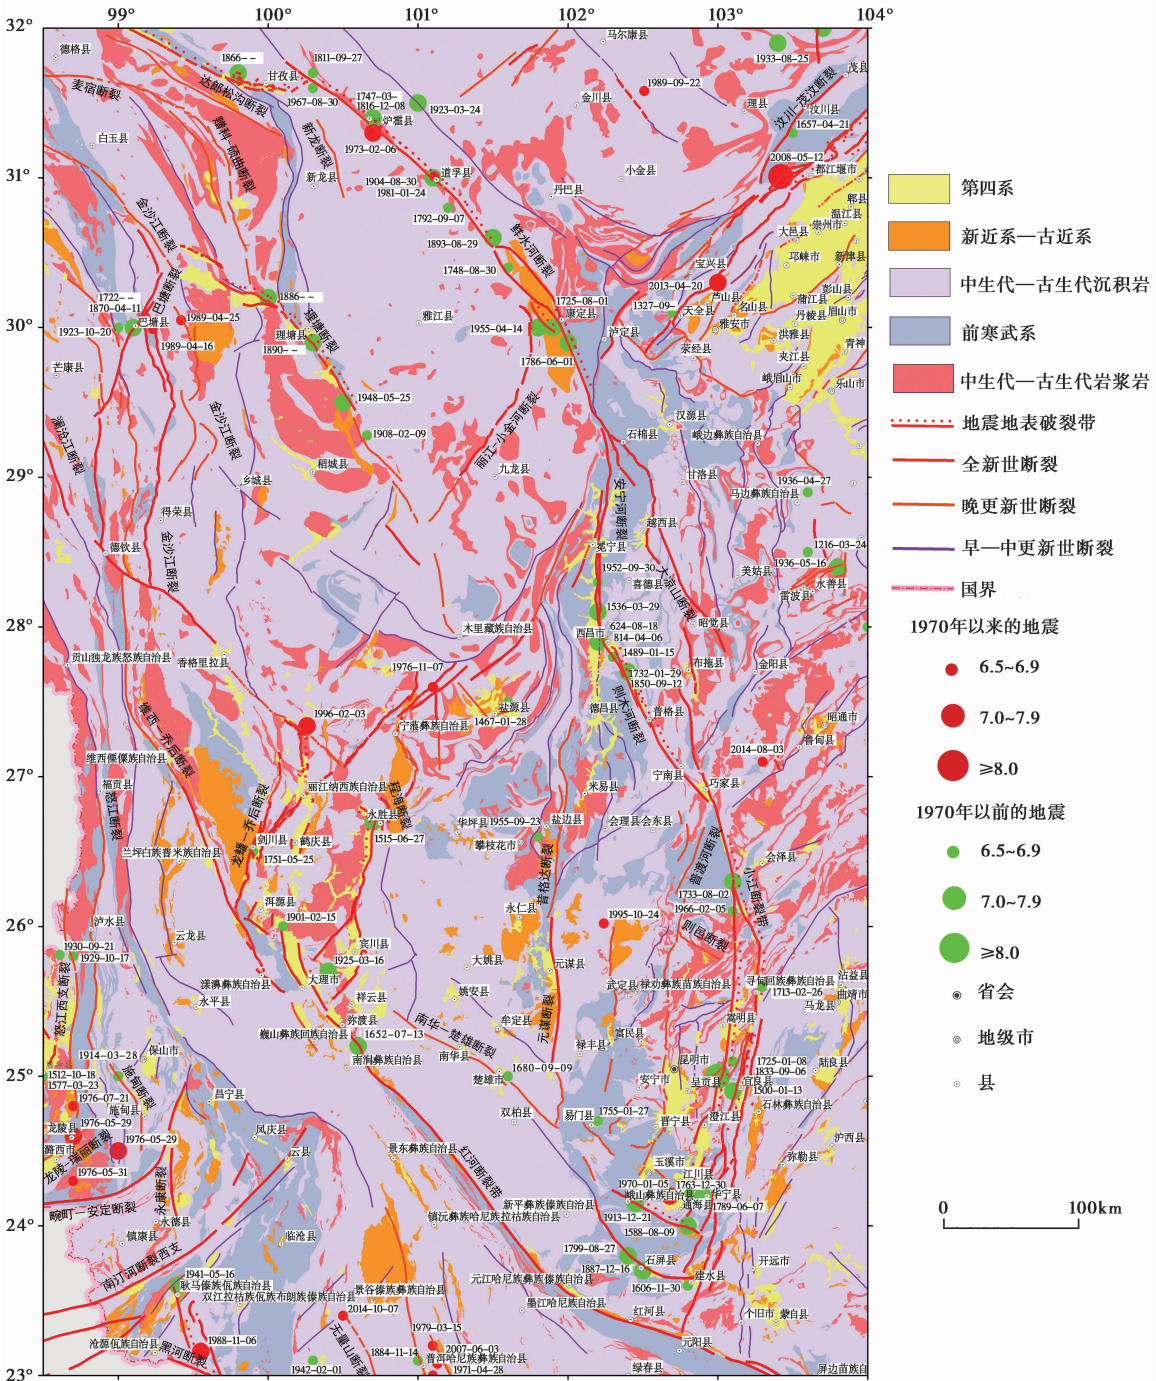 99°
100°
101°
102°
103°
104°
32°
31°
30°
29°
28°
27°
26°
25°
24°
23°
德格县
1866- -
甘孜县
1811-09-27
马尔康县
1933-08-25
茂县
麦宿断裂
达郎松沟断裂
1967-08-30
1747-03-
1816-12-08
炉霍县
1923-03-24
金川县
1989-09-22
理县
汶川—茂汶断裂
汶川县
1657-04-21
白玉县
赠科-硕曲断裂
新龙断裂
1973-02-06
2008-05-12
都江堰市
新龙县
1904-08-30
1981-01-24
道孚县
小金县
丹巴县
郫县
1792-09-07
温江县
崇州市
大邑县
金沙江断裂
1893-08-29
鲜水河断裂
1748-08-30
宝兴县
邛崃市
新津县
1722- -
1870-04-11
巴塘断裂
1886- -
2013-04-20
芦山县
彭山县
蒲江县
1725-08-01
康定县
1327-09-
天全县
名山县
丹棱县
眉山市
1923-10-20
巴塘县
1989-04-25
理塘县
理塘断裂
雅江县
1955-04-14
泸定县
雅安市
洪雅县
1989-04-16
1890- -
1786-06-01
荥经县
夹江县
青神
芒康县
峨眉山市
乐山市
1948-05-25
澜沧江断裂
金沙江断裂
1908-02-09
丽江-小金河断裂
汉源县
石棉县
峨边彝族自治县
稻城县
九龙县
甘洛县
乡城县
安宁河断裂
1936-04-27
马边彝族自治县
得荣县
越西县
德钦县
金沙江断裂
冕宁县
1216-03-24
1936-05-16
1952-09-30
喜德县
大凉山断裂
美姑县
雷波县
永善县
1536-03-29
木里藏族自治县
624-08-18
西昌市
814-04-06
昭觉县
贡山独龙族怒族自治县
香格里拉县
1976-11-07
1489-01-15
1732-01-29
1850-09-12
布拖县
金阳县
维西-乔后断裂
1996-02-03
宁蒗彝族自治县
盐源县
1467-01-28
德昌县
则木河断裂
普格县
昭通市
鲁甸县
维西傈僳族自治县
2014-08-03
福贡县
怒江断裂
丽江纳西族自治县
程海断裂
宁南县
巧家县
米易县
龙蟠—乔后断裂
永胜县
华坪县
1955-09-23
盐边县
会理县
会东县
兰坪白族普米族自治县
剑川县
鹤庆县
1515-06-27
攀枝花市
昔格达断裂
普渡河断裂
会泽县
1751-05-25
小江断裂带
1733-08-02
洱源县
1901-02-15
永仁县
1995-10-24
1966-02-05
泸水县
云龙县
宾川县
则邑断裂
1930-09-21
1929-10-17
1925-03-16
大姚县
元谋县
大理市
漾濞彝族自治县
武定县
禄劝彝族苗族自治县
寻甸回族彝族自治县
沾益县
1713-02-26
曲靖市
怒江西支断裂
永平县
祥云县
姚安县
马龙县
弥渡县
牟定县
元谋断裂
嵩明县
巍山彝族回族自治县
1652-07-13
南华-楚雄断裂
富民县
1914-03-28
保山市
南涧彝族自治县
南华县
禄丰县
昆明市
1725-01-08
陆良县
1833-09-06
1512-10-18
1577-03-23
施甸断裂
楚雄市
1680-09-09
安宁市
呈贡县
宜良县
1500-01-13
1976-07-21
施甸县
昌宁县
石林彝族自治县
龙陵县
1976-05-29
双柏县
易门县
1755-01-27
晋宁县
澄江县
潞西市
1976-05-29
凤庆县
泸西县
龙陵-瑞丽断裂
云县
景东彝族自治县
红河断裂带
玉溪市
弥勒县
1976-05-31
1970-01-05
江川县
1763-12-30
永康断裂
峨山彝族自治县
华宁县
通海县
1789-06-07
畹町—安定断裂
新平彝族傣族自治县
永德县
镇沅彝族哈尼族拉祜族自治县
1913-12-21
1588-08-09
镇康县
临沧县
1799-08-27
开远市
南汀河断裂西支
石屏县
1887-12-16
建水县
1941-05-16
元江哈尼族彝族傣族自治县
1606-11-30
耿马傣族佤族自治县
景谷傣族彝族自治县
双江拉祜族佤族布朗族傣族自治县
墨江哈尼族自治县
2014-10-07
红河县
个旧市
蒙自县
沧源佤族自治县
黑河断裂
1988-11-06
无量山断裂
1979-03-15
元阳县
1884-11-14
2007-06-03
普洱哈尼族彝族自治县
1942-02-01
1971-04-28
绿春县
屏边苗族自
第四系
新近系—古近系
中生代—古生代沉积岩
前寒武系
中生代—古生代岩浆岩
地震地表破裂带
全新世断裂
晚更新世断裂
早—中更新世断裂
国界
1970年以来的地震
6.5~6.9
7.0~7.9
≥8.0
1970年以前的地震
6.5~6.9
7.0~7.9
≥8.0
省会
地级市
县
0
100km